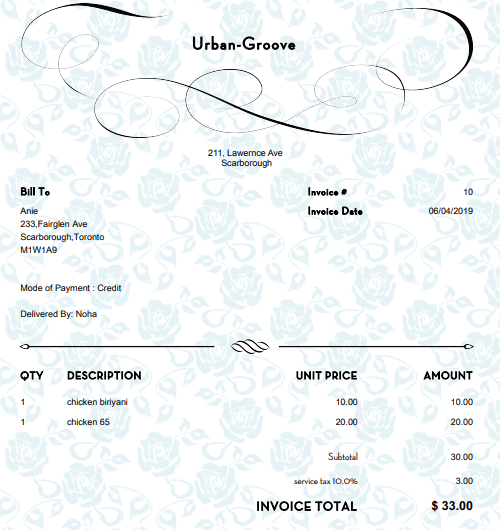 Urban-Groove
211, Lawernce Ave
Scarborough
Bill To
Invoice # 10
Anie
Invoice Date 06/04/2019
233,Fairglen Ave
Scarborough,Toronto
M1W1A9
Mode of Payment : Credit
Delivered By: Noha
QTY DESCRIPTION UNIT PRICE AMOUNT
1 chicken biriyani 10.00 10.00
1 chicken 65 20.00 20.00
Subtotal 30.00
service tax 10.0% 3.00
INVOICE TOTAL $ 33.00